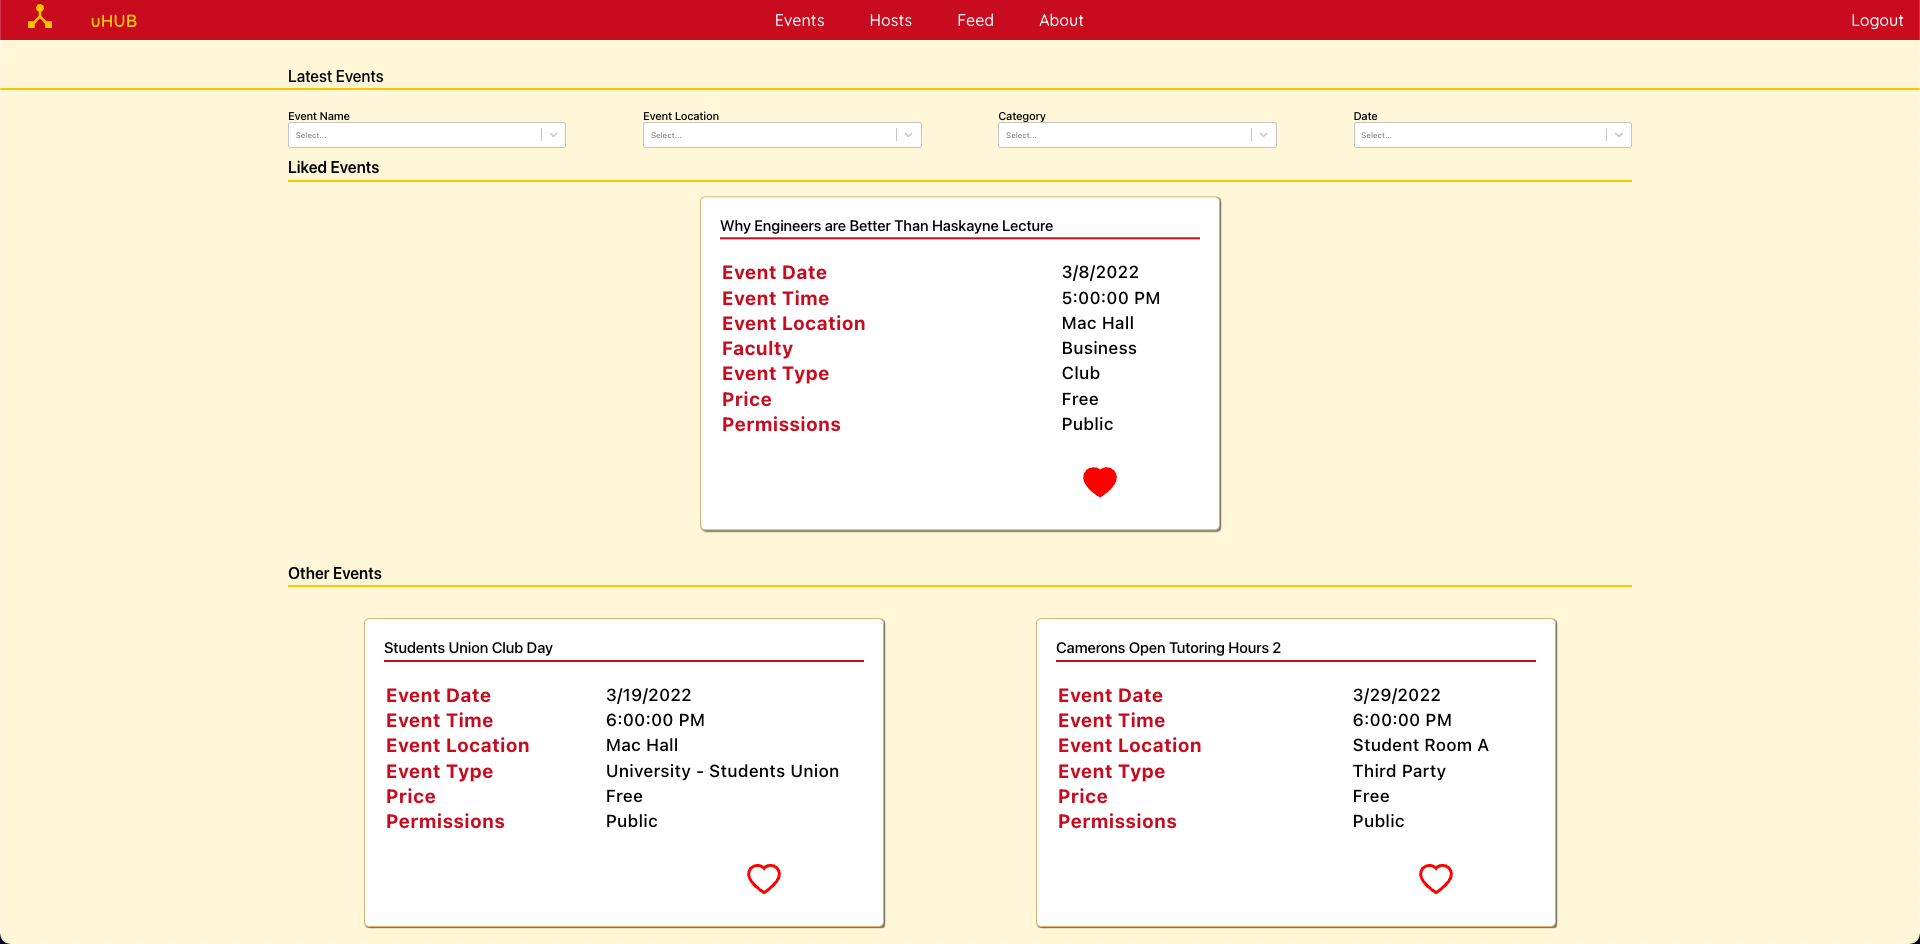 uHUB Events Hosts Feed About Logout
Latest Events
Event Name Event Location Category Date
Select... Select... Select... Select...
Liked Events
Why Engineers are Better Than Haskayne Lecture
Event Date 3/8/2022
Event Time 5:00:00 PM
Event Location Mac Hall
Faculty Business
Event Type Club
Price Free
Permissions Public
Other Events
Students Union Club Day
Event Date 3/19/2022
Event Time 6:00:00 PM
Event Location Mac Hall
Event Type University - Students Union
Price Free
Permissions Public
Camerons Open Tutoring Hours 2
Event Date 3/29/2022
Event Time 6:00:00 PM
Event Location Student Room A
Event Type Third Party
Price Free
Permissions Public